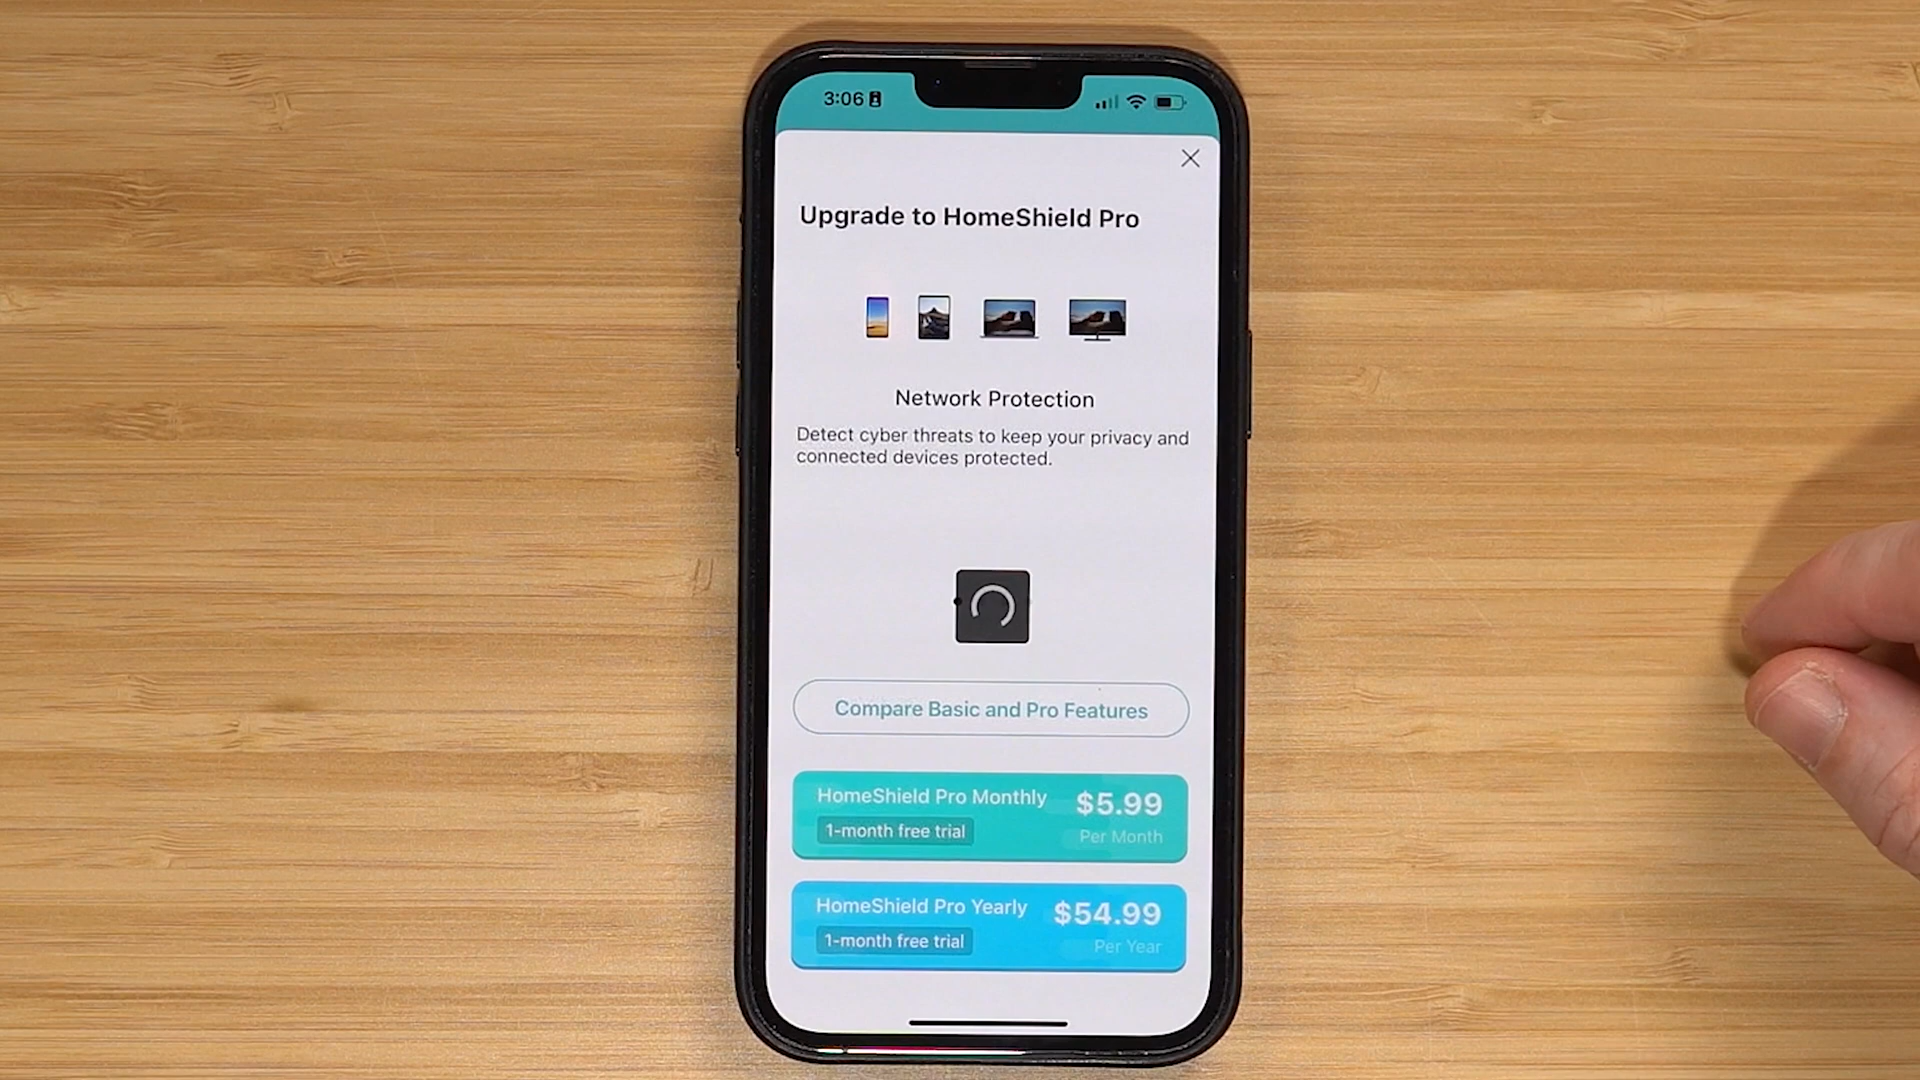 3:06
Upgrade to HomeShield Pro
Network Protection
Detect cyber threats to keep your privacy and
connected devices protected.
Compare Basic and Pro Features
HomeShield Pro Monthly
$5.99
1-month free trial
Per Month
HomeShield Pro Yearly
$54.99
1-month free trial
Per Year